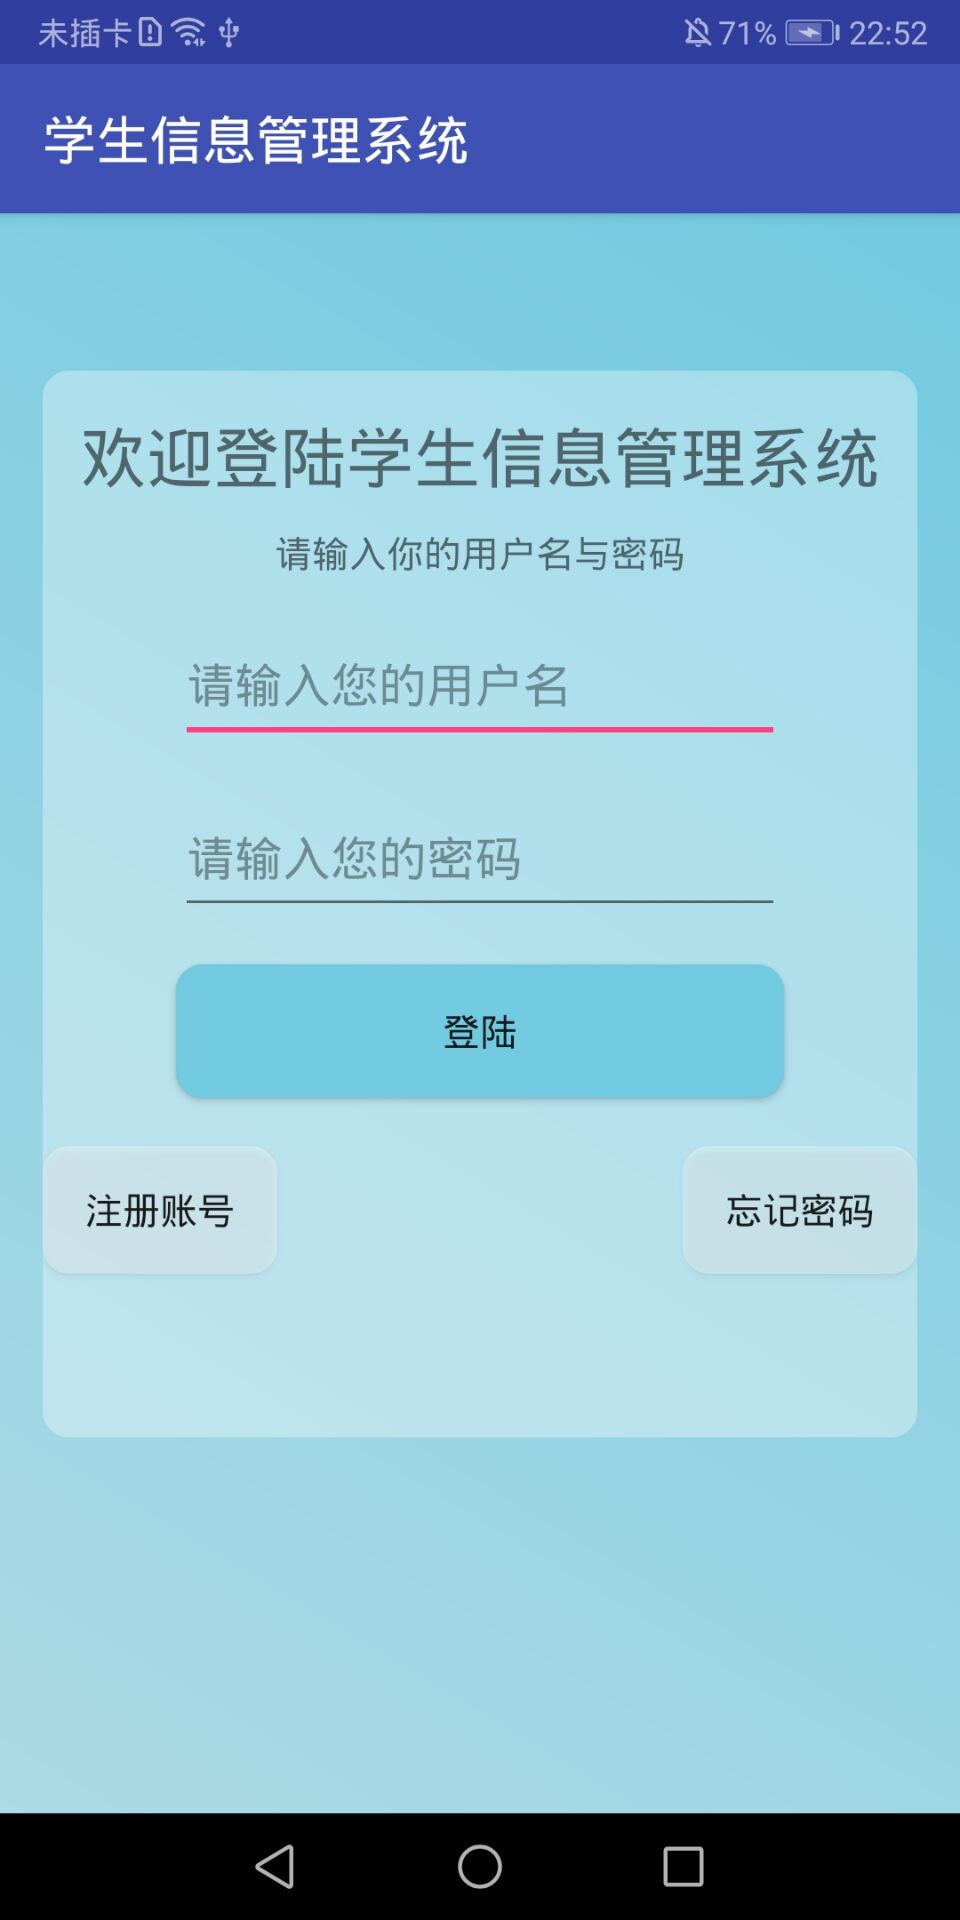 未插卡 71% 22:52
学生信息管理系统
欢迎登陆学生信息管理系统
请输入你的用户名与密码
请输入您的用户名
请输入您的密码
登陆
注册账号 忘记密码